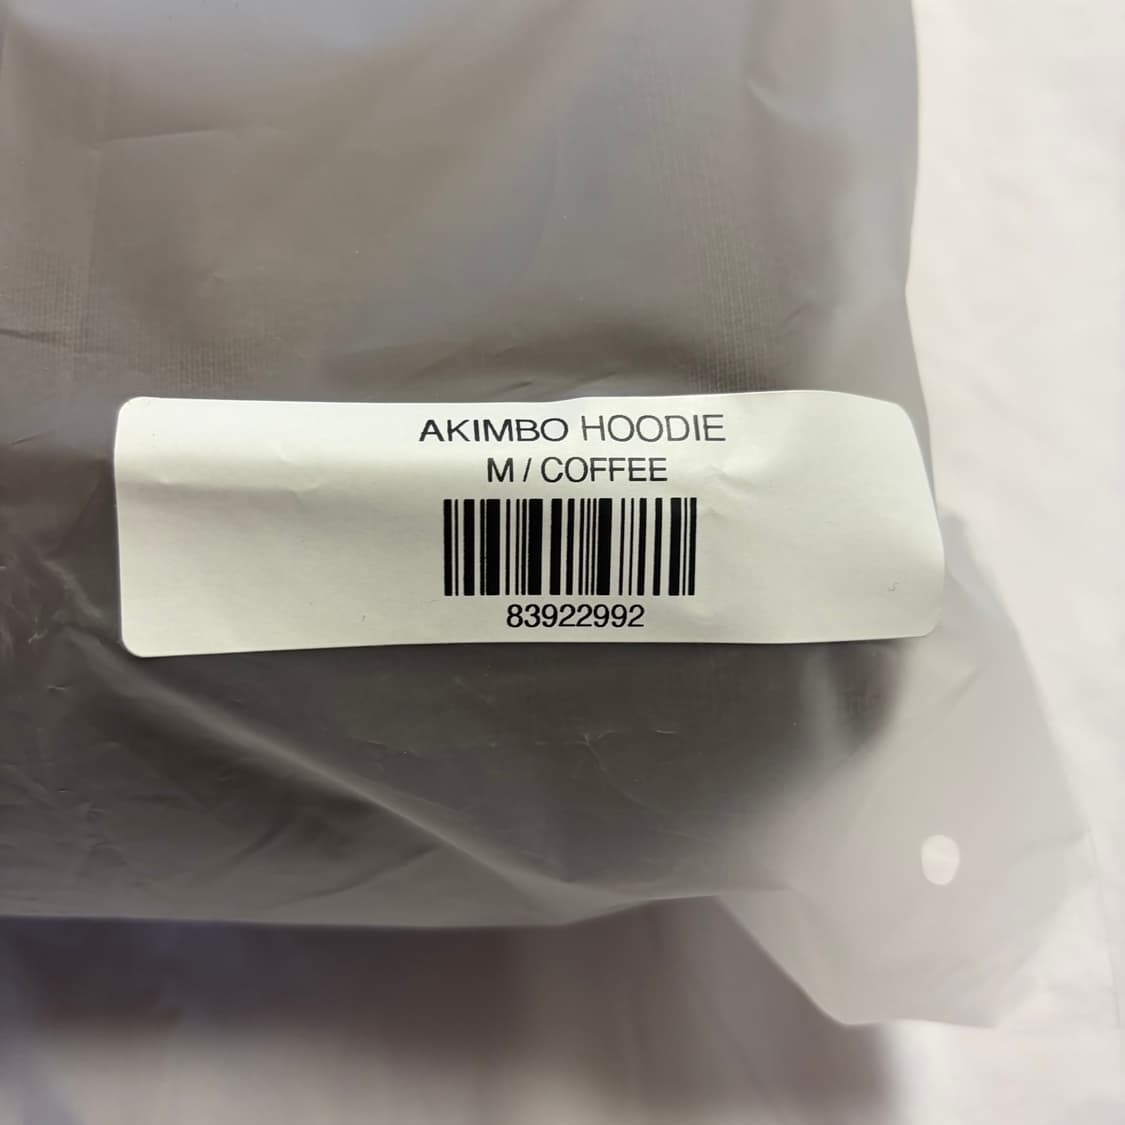 AKIMBO HOODIE
M / COFFEE
83922992